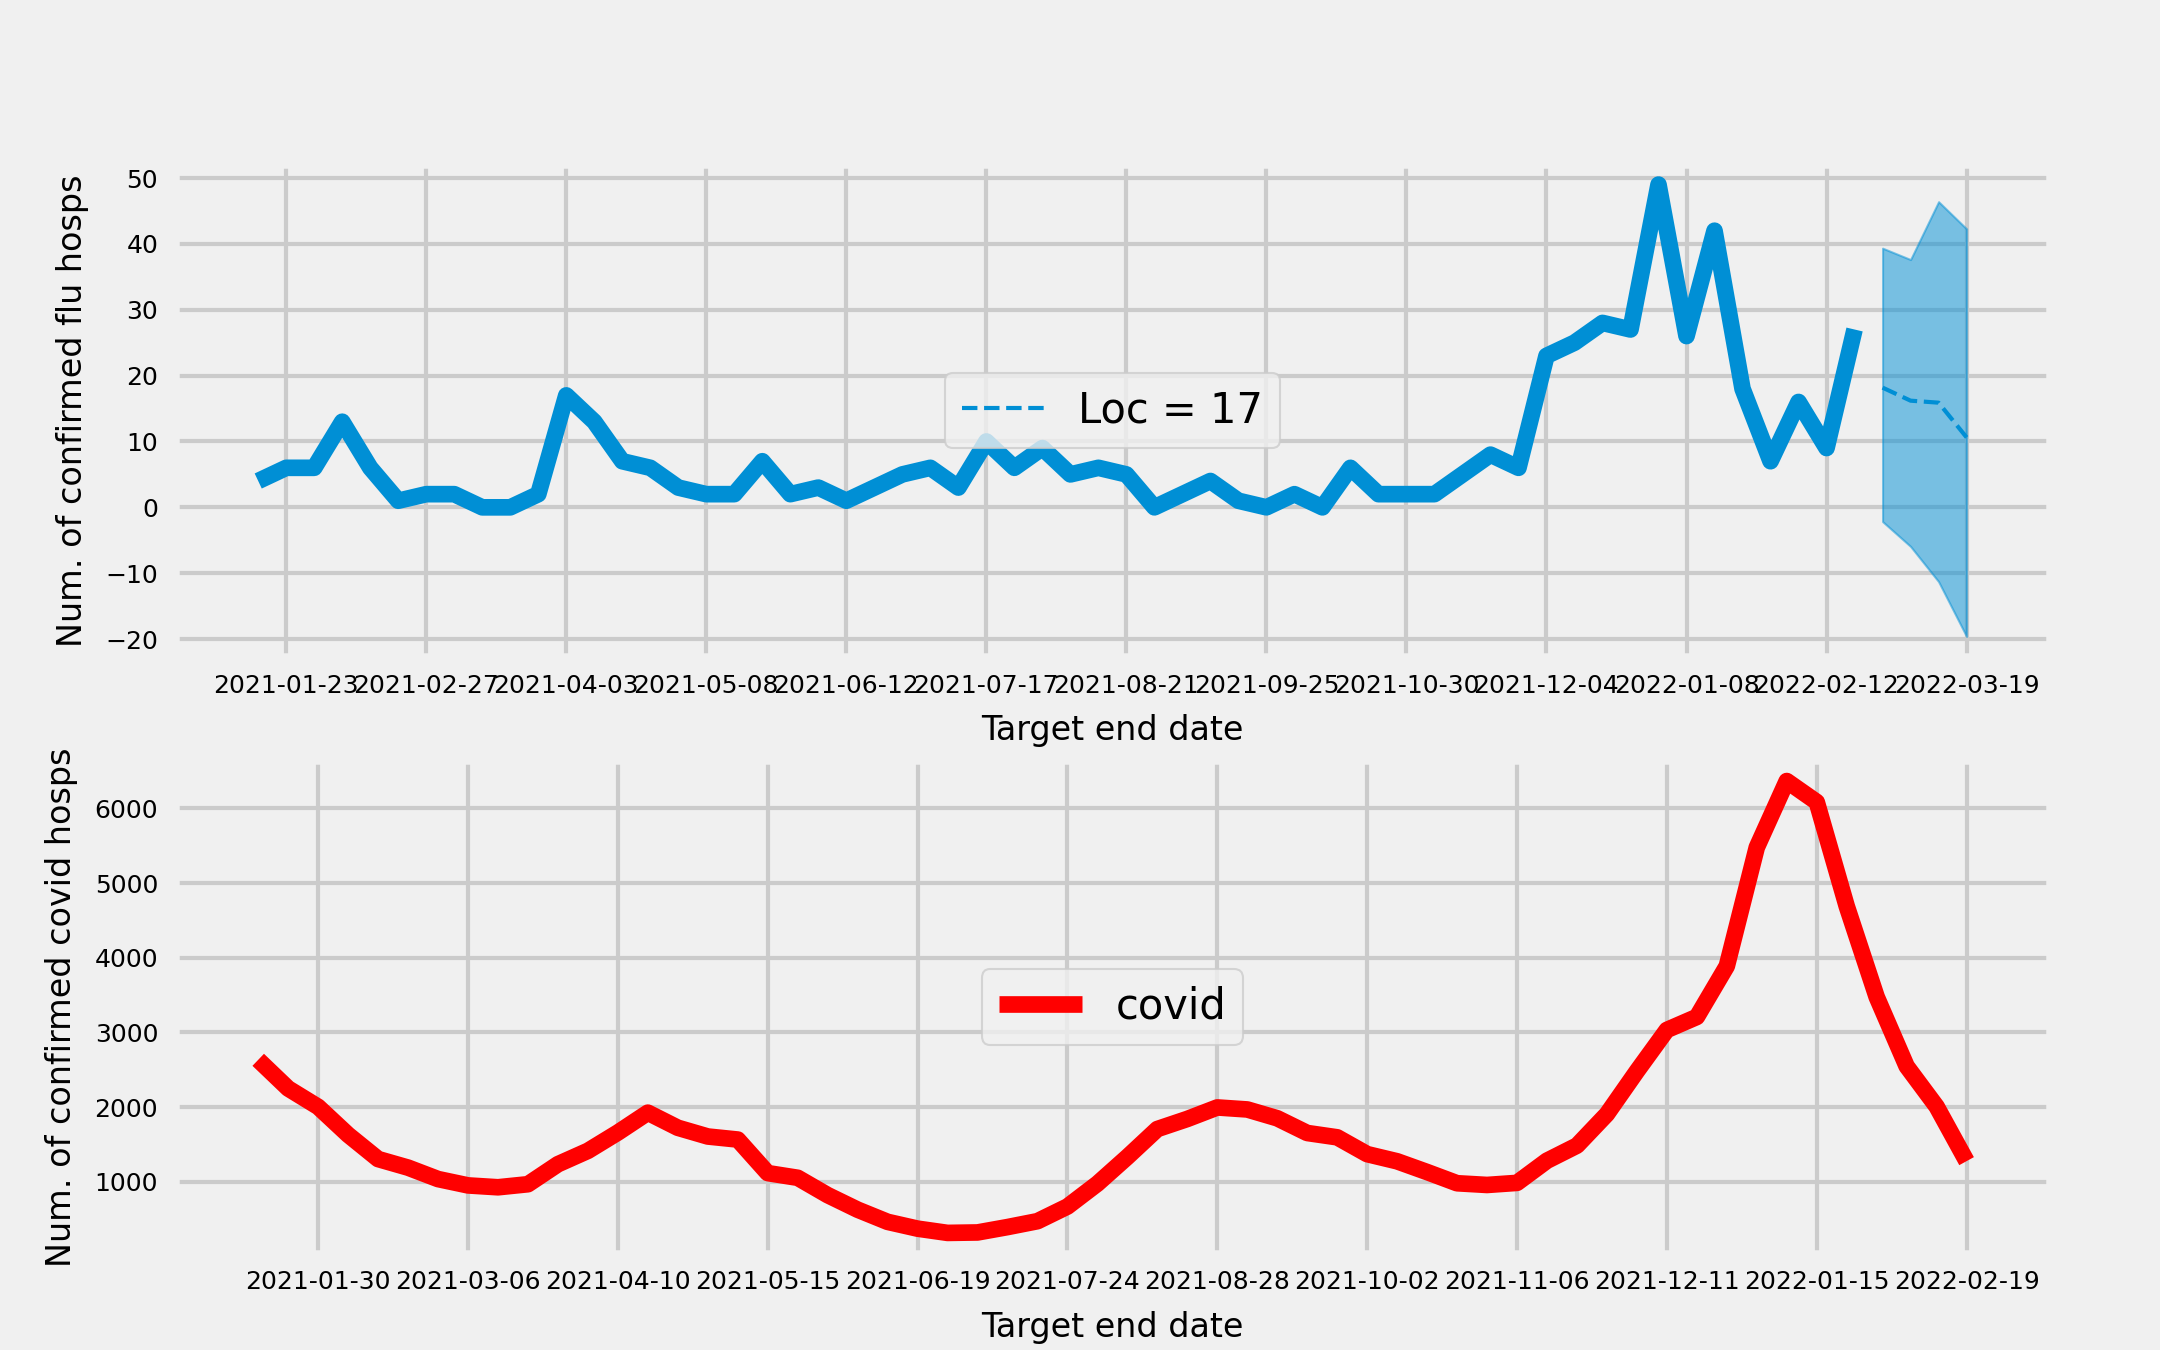 Num. of confirmed flu hosps
50
40
30
20
10
0
−10
−20
Loc = 17
2021-01-23 2021-02-27 2021-04-03 2021-05-08 2021-06-12 2021-07-17 2021-08-21 2021-09-25 2021-10-30 2021-12-04 2022-01-08 2022-02-12 2022-03-19
Target end date
Num. of confirmed covid hosps
6000
5000
4000
3000
2000
1000
covid
2021-01-30 2021-03-06 2021-04-10 2021-05-15 2021-06-19 2021-07-24 2021-08-28 2021-10-02 2021-11-06 2021-12-11 2022-01-15 2022-02-19
Target end date